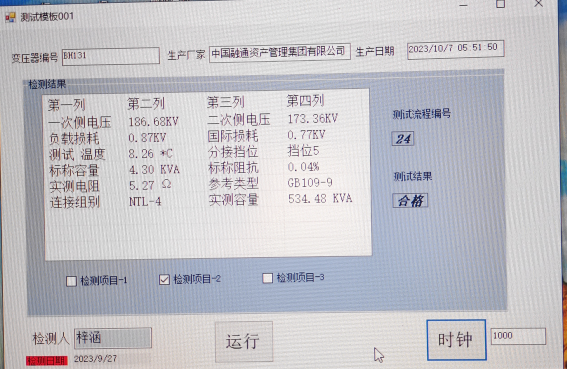 测试模板001
变压器编号 BH131 生产厂家 中国融通资产管理集团有限公司 生产日期 2023/10/7 05 51 50
检测结果
第一列 第二列 第三列 第四列
一次侧电压 186.68KV 二次侧电压 173.36KV
负载损耗 0.87KV 国际损耗 0.77KV
测试 温度 8.26 *C 分接挡位 挡位5
标称容量 4.30 KVA 标称阻抗 0.04%
实测电阻 5.27 Ω 参考类型 GB109-9
连接组别 NTL-4 实测容量 534.48 KVA
测试流程编号
24
测试结果
合格
检测项目-1 检测项目-2 检测项目-3
检测人 梓涵 运行 时钟 1000
检测日期 2023/9/27